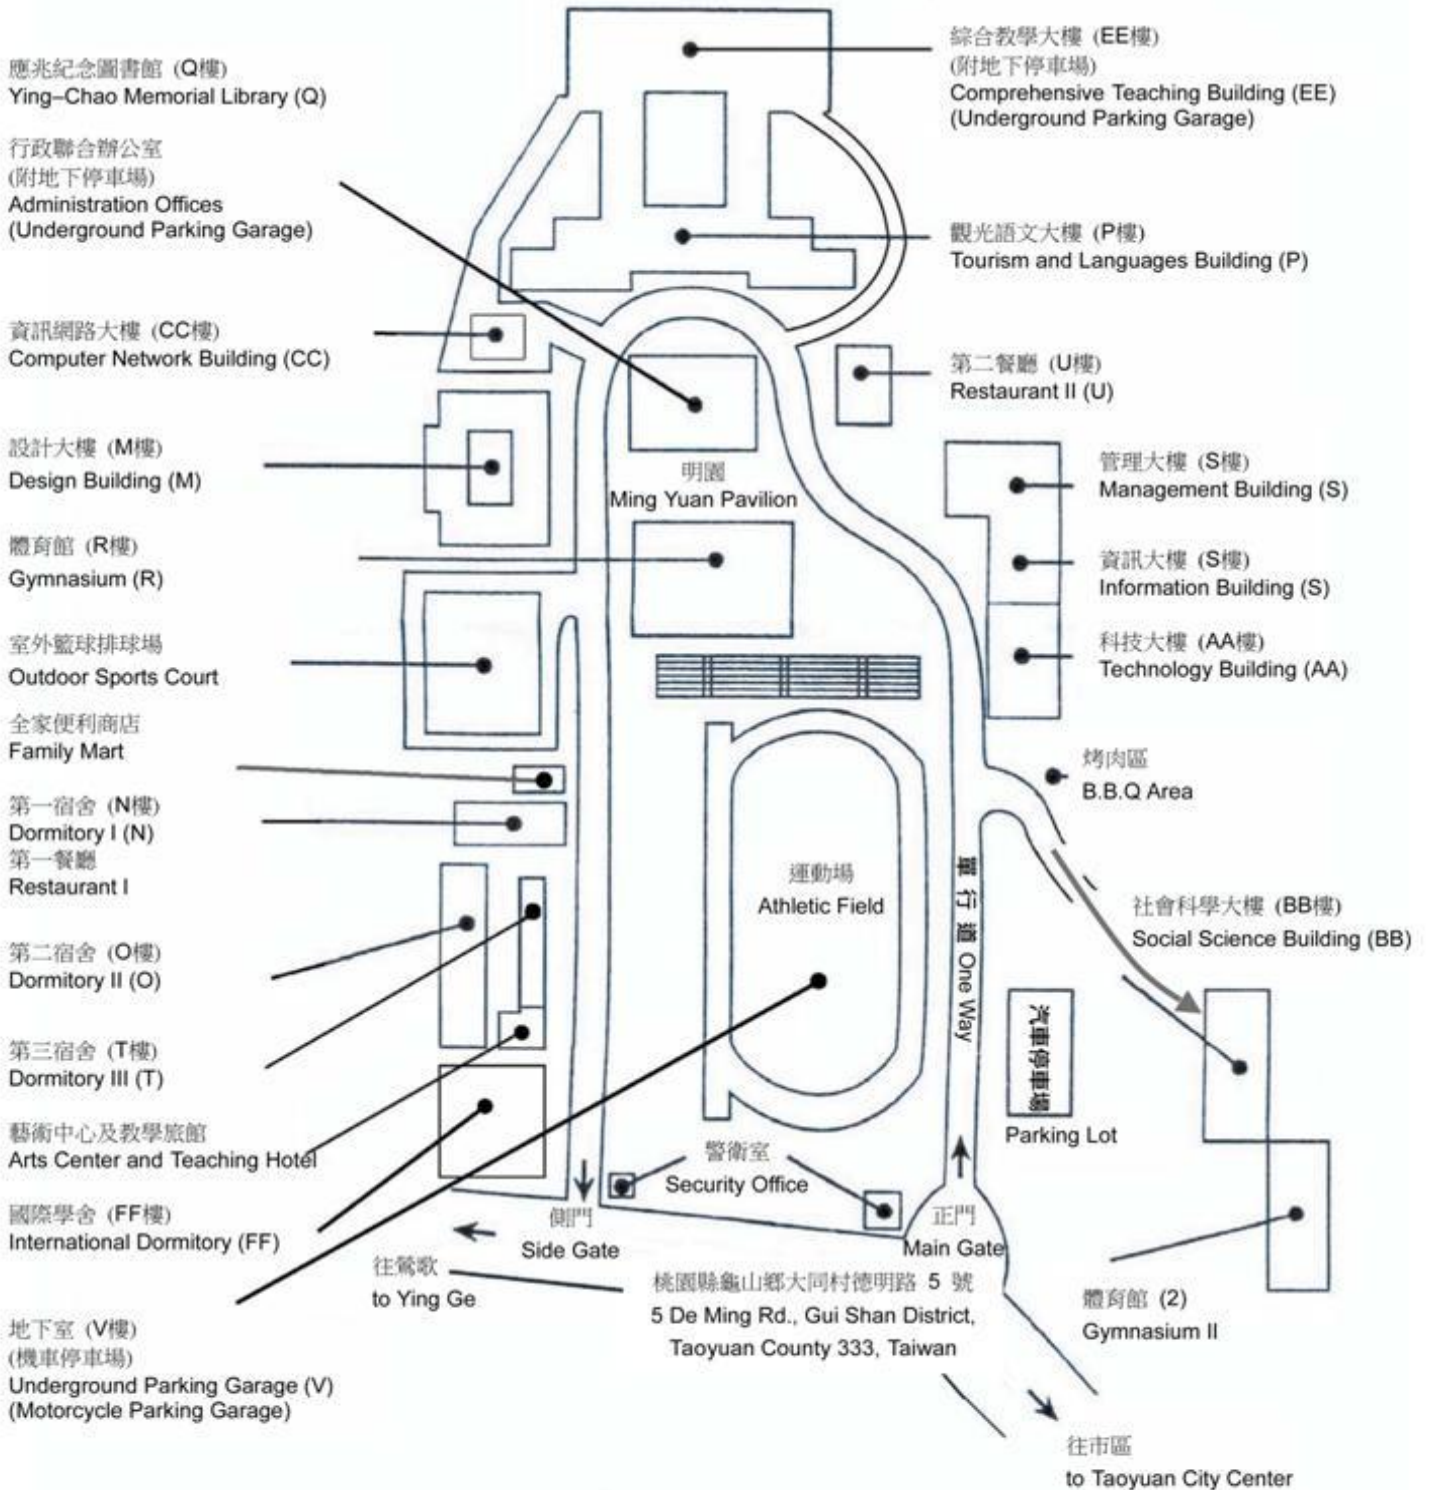 應兆紀念圖書館 (Q樓)
Ying–Chao Memorial Library (Q)
行政聯合辦公室
(附地下停車場)
Administration Offices
(Underground Parking Garage)
資訊網路大樓 (CC樓)
Computer Network Building (CC)
設計大樓 (M樓)
Design Building (M)
體育館 (R樓)
Gymnasium (R)
室外籃球排球場
Outdoor Sports Court
全家便利商店
Family Mart
第一宿舍 (N樓)
Dormitory I (N)
第一餐廳
Restaurant I
第二宿舍 (O樓)
Dormitory II (O)
第三宿舍 (T樓)
Dormitory III (T)
藝術中心及教學旅館
Arts Center and Teaching Hotel
國際學舍 (FF樓)
International Dormitory (FF)
地下室 (V樓)
(機車停車場)
Underground Parking Garage (V)
(Motorcycle Parking Garage)
明園
Ming Yuan Pavilion
運動場
Athletic Field
單行道 One Way
警衛室
Security Office
側門
Side Gate
正門
Main Gate
往鶯歌
to Ying Ge
桃園縣龜山鄉大同村德明路 5 號
5 De Ming Rd., Gui Shan District,
Taoyuan County 333, Taiwan
綜合教學大樓 (EE樓)
(附地下停車場)
Comprehensive Teaching Building (EE)
(Underground Parking Garage)
觀光語文大樓 (P樓)
Tourism and Languages Building (P)
第二餐廳 (U樓)
Restaurant II (U)
管理大樓 (S樓)
Management Building (S)
資訊大樓 (S樓)
Information Building (S)
科技大樓 (AA樓)
Technology Building (AA)
烤肉區
B.B.Q Area
社會科學大樓 (BB樓)
Social Science Building (BB)
汽車停車場
Parking Lot
體育館 (2)
Gymnasium II
往市區
to Taoyuan City Center